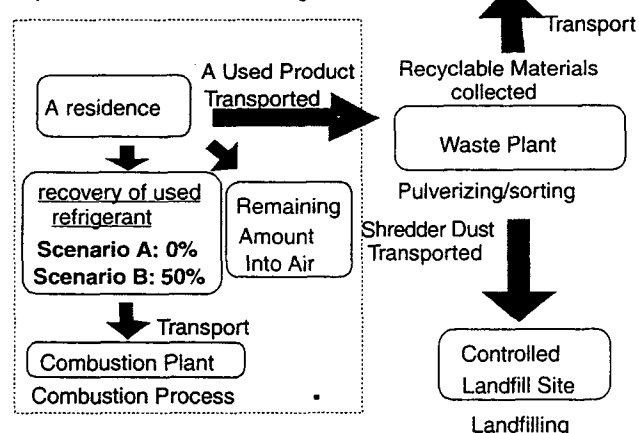 Transport
A Used Product
Transported
Recyclable Materials
collected
A residence
Waste Plant
Pulverizing/sorting
recovery of used
refrigerant
Scenario A: 0%
Scenario B: 50%
Remaining
Amount
Into Air
Shredder Dust
Transported
Transport
Combustion Plant
Combustion Process
Controlled
Landfill Site
Landfilling